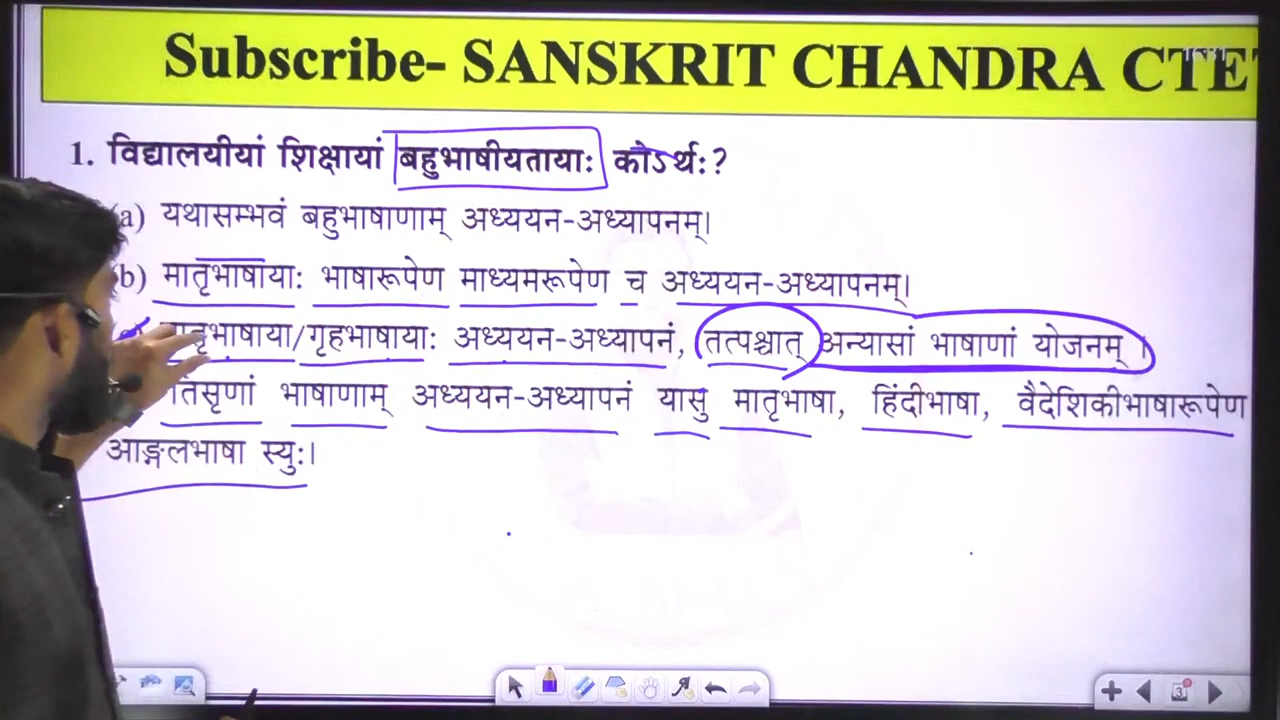 Subscribe- SANSKRIT CHANDRA CTE
1. विद्यालयीयां शिक्षायां बहुभाषीयतायाः कोऽर्थः?
a) यथासम्भवं बहुभाषाणाम् अध्ययन-अध्यापनम्।
b) मातृभाषायाः भाषारूपेण माध्यमरूपेण च अध्ययन-अध्यापनम्।
मातृभाषाया/गृहभाषायाः अध्ययन-अध्यापनं, तत्पश्चात् अन्यासां भाषाणां योजनम् ।
तिसृणां भाषाणाम् अध्ययन-अध्यापनं यासु मातृभाषा, हिंदीभाषा, वैदेशिकीभाषारूपेण
आङ्गलभाषा स्युः।
3